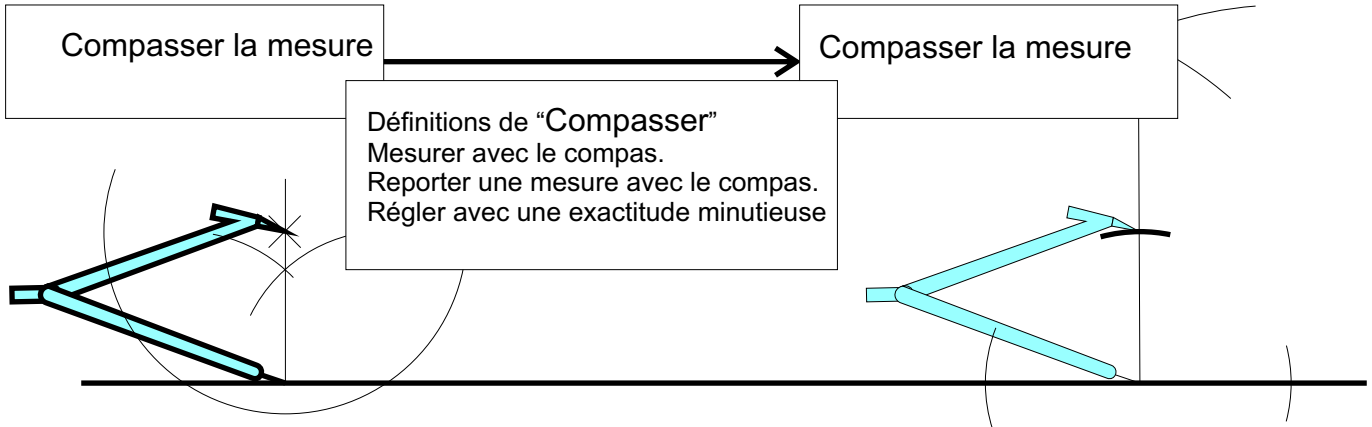 Compasser la mesure
Compasser la mesure
Définitions de “Compasser”
Mesurer avec le compas.
Reporter une mesure avec le compas.
Régler avec une exactitude minutieuse